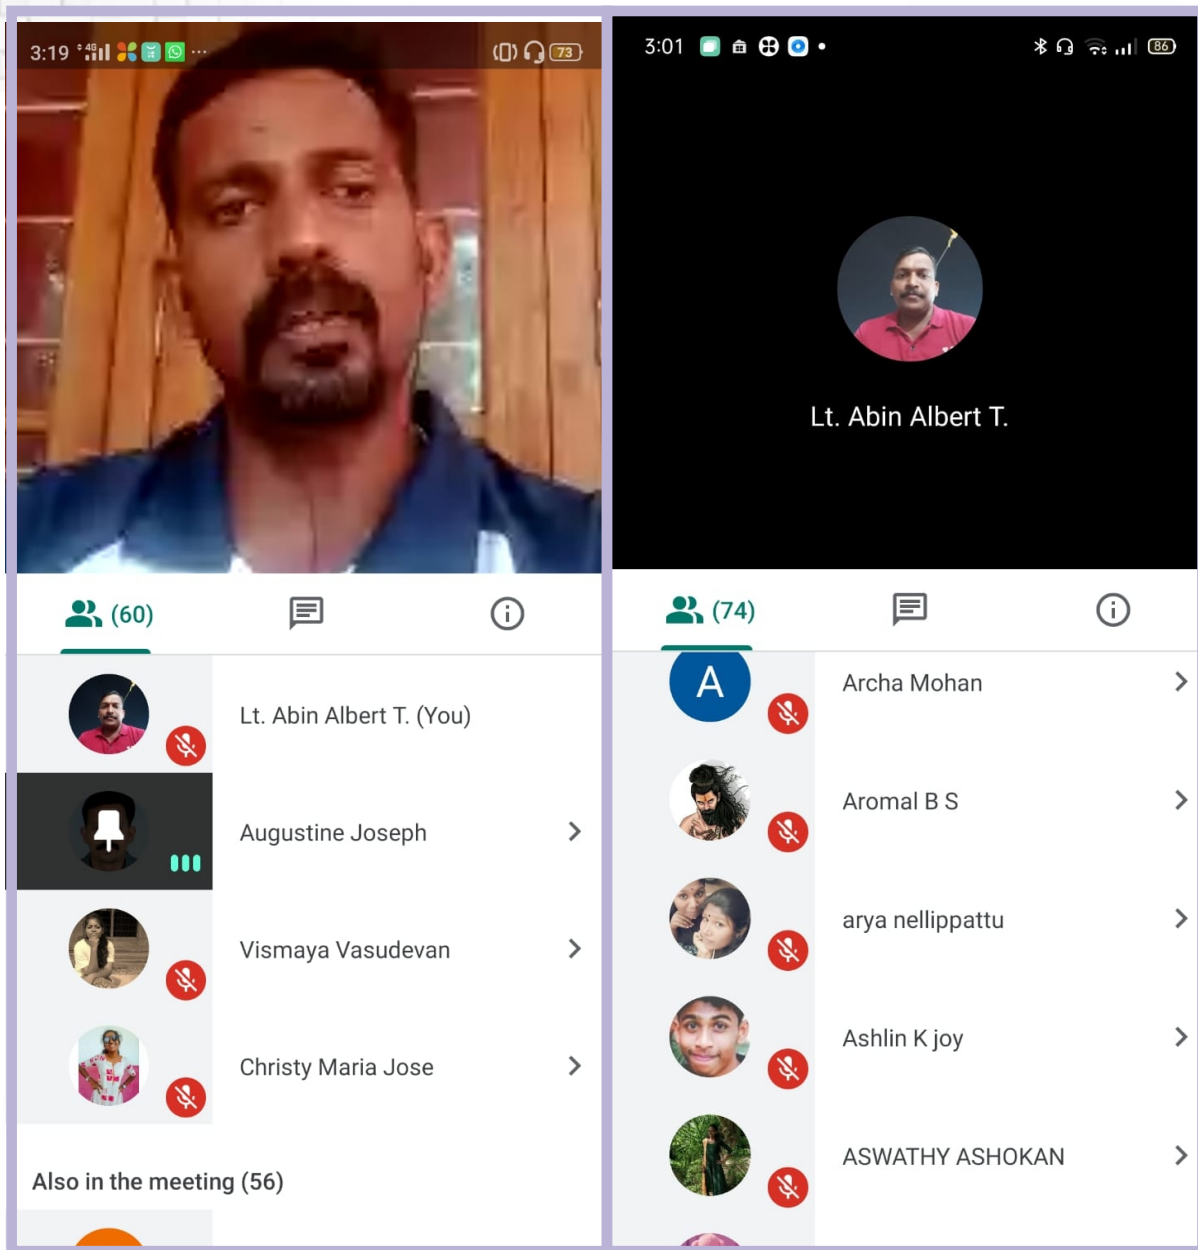 3:19 4G 73
(60)
Lt. Abin Albert T. (You)
Augustine Joseph
Vismaya Vasudevan
Christy Maria Jose
Also in the meeting (56)
3:01 86
Lt. Abin Albert T.
(74)
A Archa Mohan
Aromal B S
arya nellippattu
Ashlin K joy
ASWATHY ASHOKAN